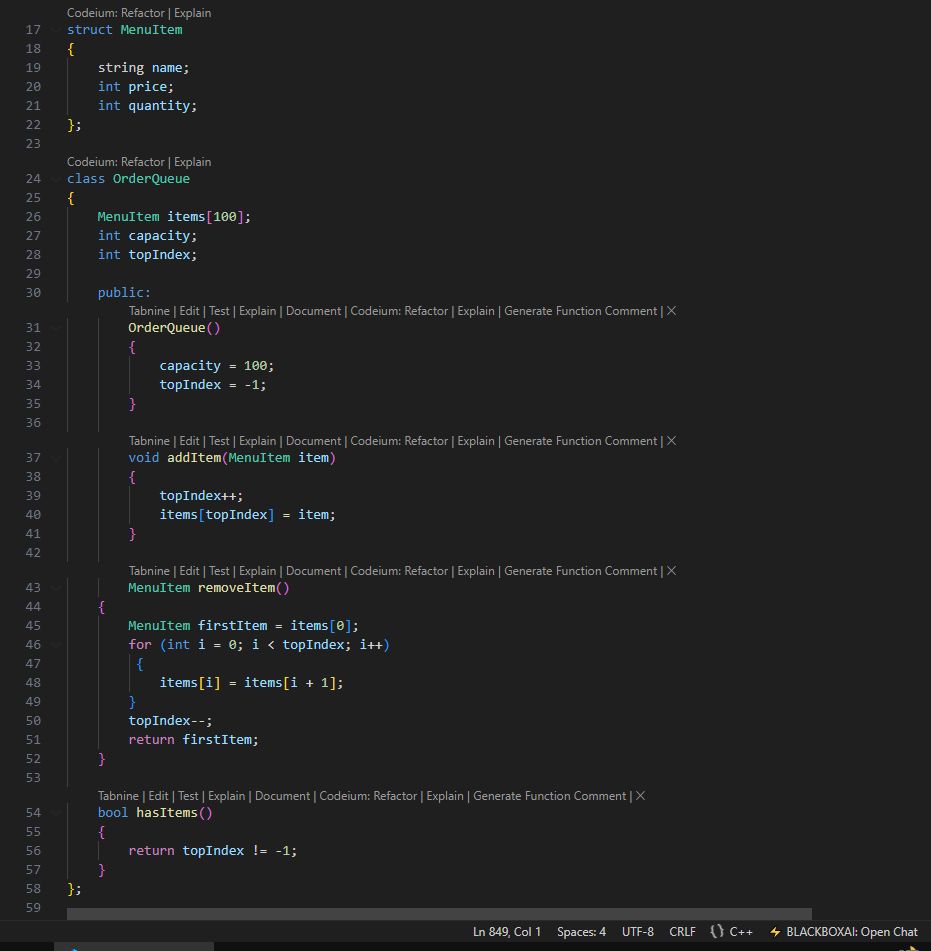 Codeium: Refactor | Explain
17 struct MenuItem
18 {
19     string name;
20     int price;
21     int quantity;
22 };
23
Codeium: Refactor | Explain
24 class OrderQueue
25 {
26     MenuItem items[100];
27     int capacity;
28     int topIndex;
29
30     public:
Tabnine | Edit | Test | Explain | Document | Codeium: Refactor | Explain | Generate Function Comment | X
31         OrderQueue()
32         {
33             capacity = 100;
34             topIndex = -1;
35         }
36
Tabnine | Edit | Test | Explain | Document | Codeium: Refactor | Explain | Generate Function Comment | X
37         void addItem(MenuItem item)
38         {
39             topIndex++;
40             items[topIndex] = item;
41         }
42
Tabnine | Edit | Test | Explain | Document | Codeium: Refactor | Explain | Generate Function Comment | X
43         MenuItem removeItem()
44     {
45         MenuItem firstItem = items[0];
46         for (int i = 0; i < topIndex; i++)
47          {
48             items[i] = items[i + 1];
49         }
50         topIndex--;
51         return firstItem;
52     }
53
Tabnine | Edit | Test | Explain | Document | Codeium: Refactor | Explain | Generate Function Comment | X
54     bool hasItems()
55     {
56         return topIndex != -1;
57     }
58 };
59
Ln 849, Col 1 Spaces: 4 UTF-8 CRLF {} C++ BLACKBOXAI: Open Chat